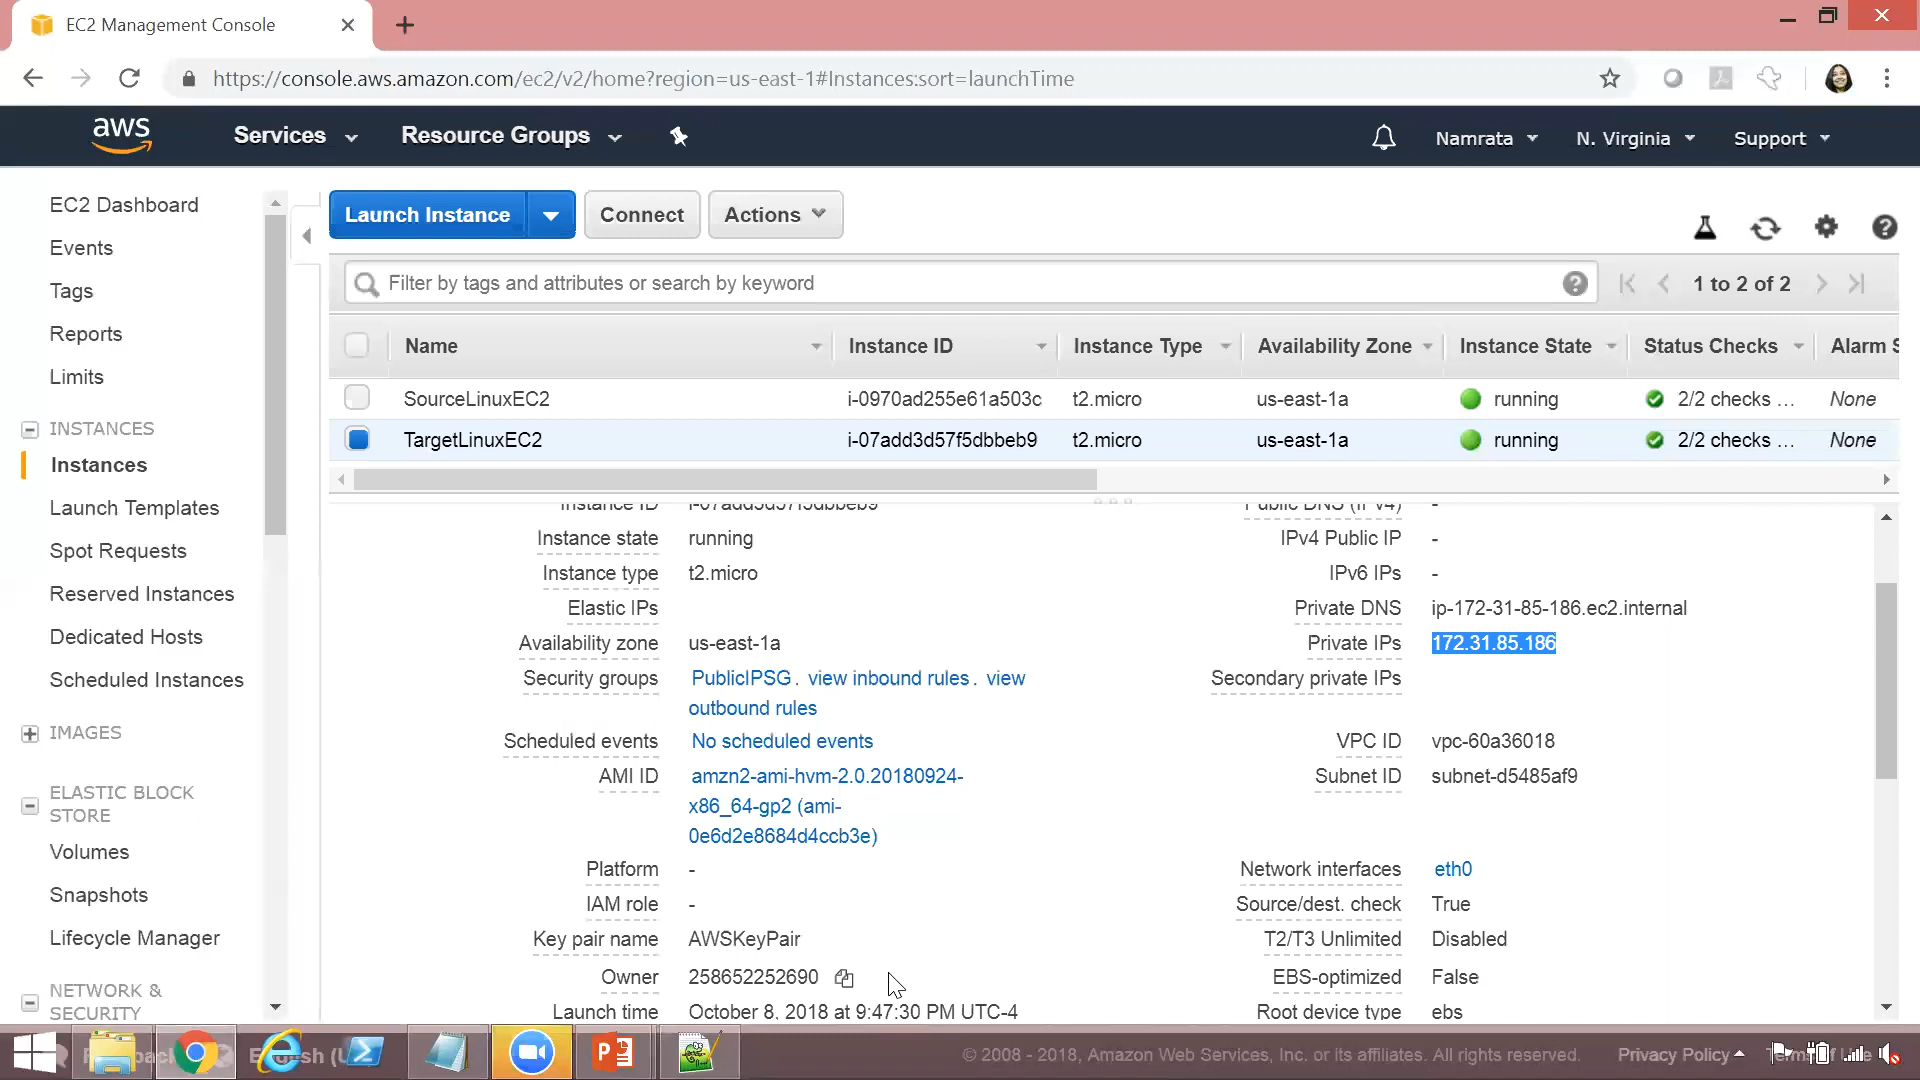 EC2 Management Console
https://console.aws.amazon.com/ec2/v2/home?region=us-east-1#Instances:sort=launchTime
aws Services Resource Groups Namrata N. Virginia Support
EC2 Dashboard
Events
Tags
Reports
Limits
INSTANCES
Instances
Launch Templates
Spot Requests
Reserved Instances
Dedicated Hosts
Scheduled Instances
IMAGES
ELASTIC BLOCK
STORE
Volumes
Snapshots
Lifecycle Manager
NETWORK &
SECURITY
Launch Instance Connect Actions
Filter by tags and attributes or search by keyword 1 to 2 of 2
Name Instance ID Instance Type Availability Zone Instance State Status Checks Alarm S
SourceLinuxEC2 i-0970ad255e61a503c t2.micro us-east-1a running 2/2 checks ... None
TargetLinuxEC2 i-07add3d57f5dbbeb9 t2.micro us-east-1a running 2/2 checks ... None
Instance ID i-07add3d57f5dbbeb9 Public DNS (IPv4) -
Instance state running IPv4 Public IP -
Instance type t2.micro IPv6 IPs -
Elastic IPs Private DNS ip-172-31-85-186.ec2.internal
Availability zone us-east-1a Private IPs 172.31.85.186
Security groups PublicIPSG. view inbound rules. view Secondary private IPs
outbound rules
Scheduled events No scheduled events VPC ID vpc-60a36018
AMI ID amzn2-ami-hvm-2.0.20180924- Subnet ID subnet-d5485af9
x86_64-gp2 (ami-
0e6d2e8684d4ccb3e)
Platform - Network interfaces eth0
IAM role - Source/dest. check True
Key pair name AWSKeyPair T2/T3 Unlimited Disabled
Owner 258652252690 EBS-optimized False
Launch time October 8, 2018 at 9:47:30 PM UTC-4 Root device type ebs
© 2008 - 2018, Amazon Web Services, Inc. or its affiliates. All rights reserved. Privacy Policy